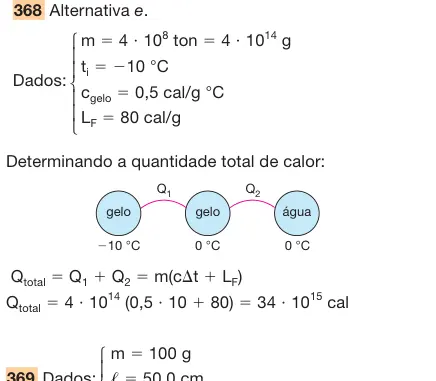 368 Alternativa e.
Dados:
m = 4 · 10⁸ ton = 4 · 10¹⁴ g
tᵢ = −10 °C
c_gelo = 0,5 cal/g °C
L_F = 80 cal/g
Determinando a quantidade total de calor:
Q₁ Q₂
gelo gelo água
−10 °C 0 °C 0 °C
Q_total = Q₁ + Q₂ = m(cΔt + L_F)
Q_total = 4 · 10¹⁴ (0,5 · 10 + 80) = 34 · 10¹⁵ cal
m = 100 g
369 Dados: ℓ = 50,0 cm